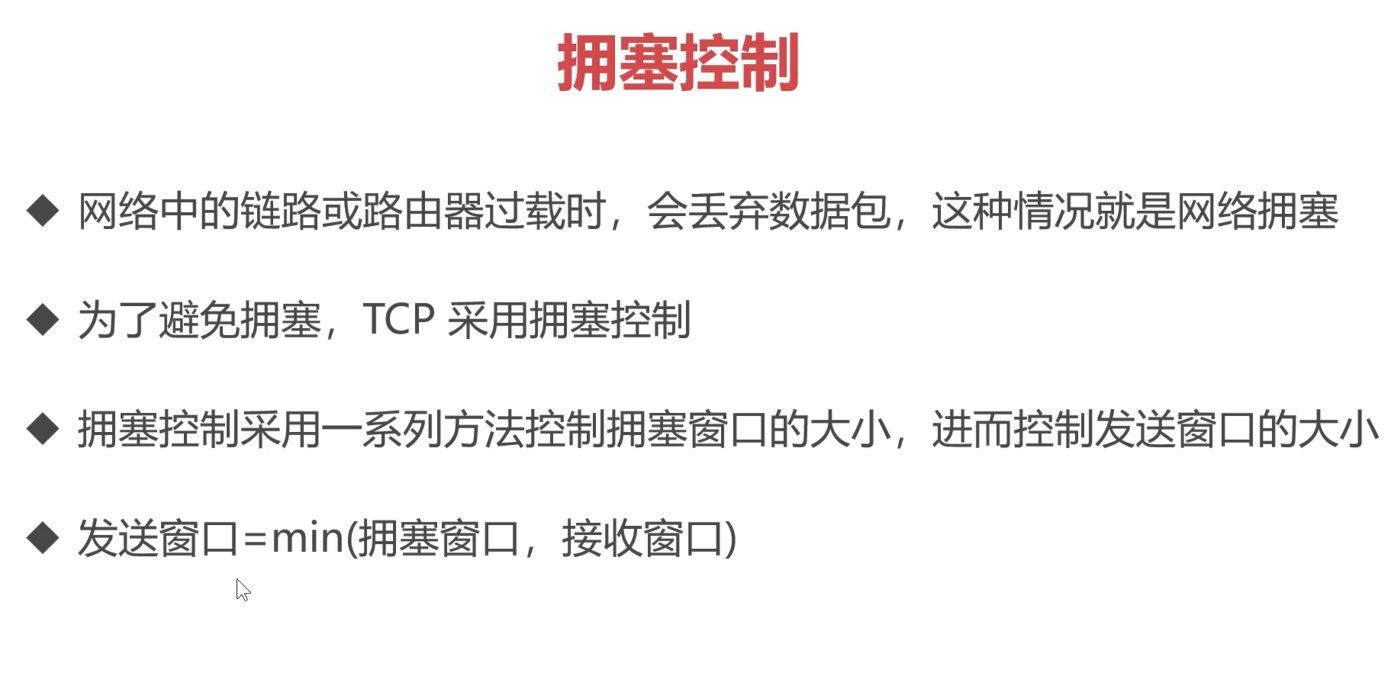 拥塞控制
◆ 网络中的链路或路由器过载时，会丢弃数据包，这种情况就是网络拥塞
◆ 为了避免拥塞，TCP 采用拥塞控制
◆ 拥塞控制采用一系列方法控制拥塞窗口的大小，进而控制发送窗口的大小
◆ 发送窗口=min(拥塞窗口，接收窗口)